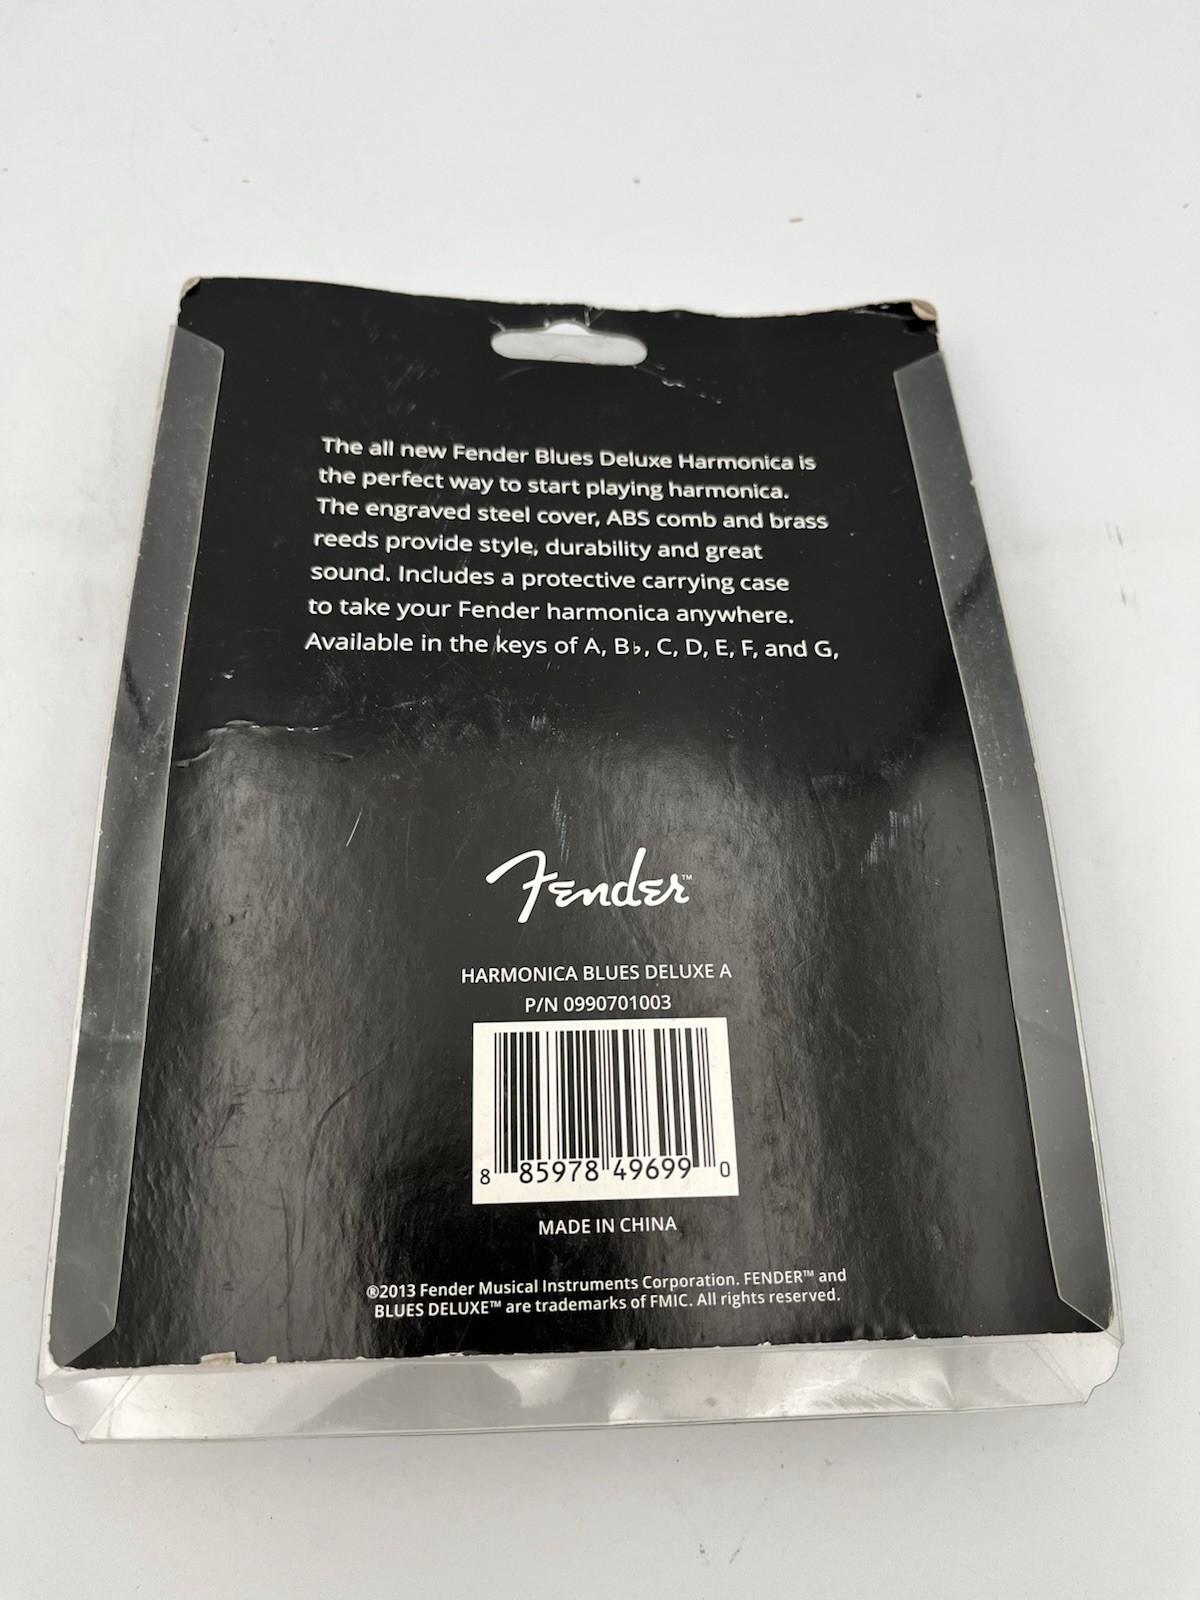 The all new Fender Blues Deluxe Harmonica is
the perfect way to start playing harmonica.
The engraved steel cover, ABS comb and brass
reeds provide style, durability and great
sound. Includes a protective carrying case
to take your Fender harmonica anywhere.
Available in the keys of A, B♭, C, D, E, F, and G,
Fender™
HARMONICA BLUES DELUXE A
P/N 0990701003
8 85978 49699 0
MADE IN CHINA
®2013 Fender Musical Instruments Corporation. FENDER™ and
BLUES DELUXE™ are trademarks of FMIC. All rights reserved.